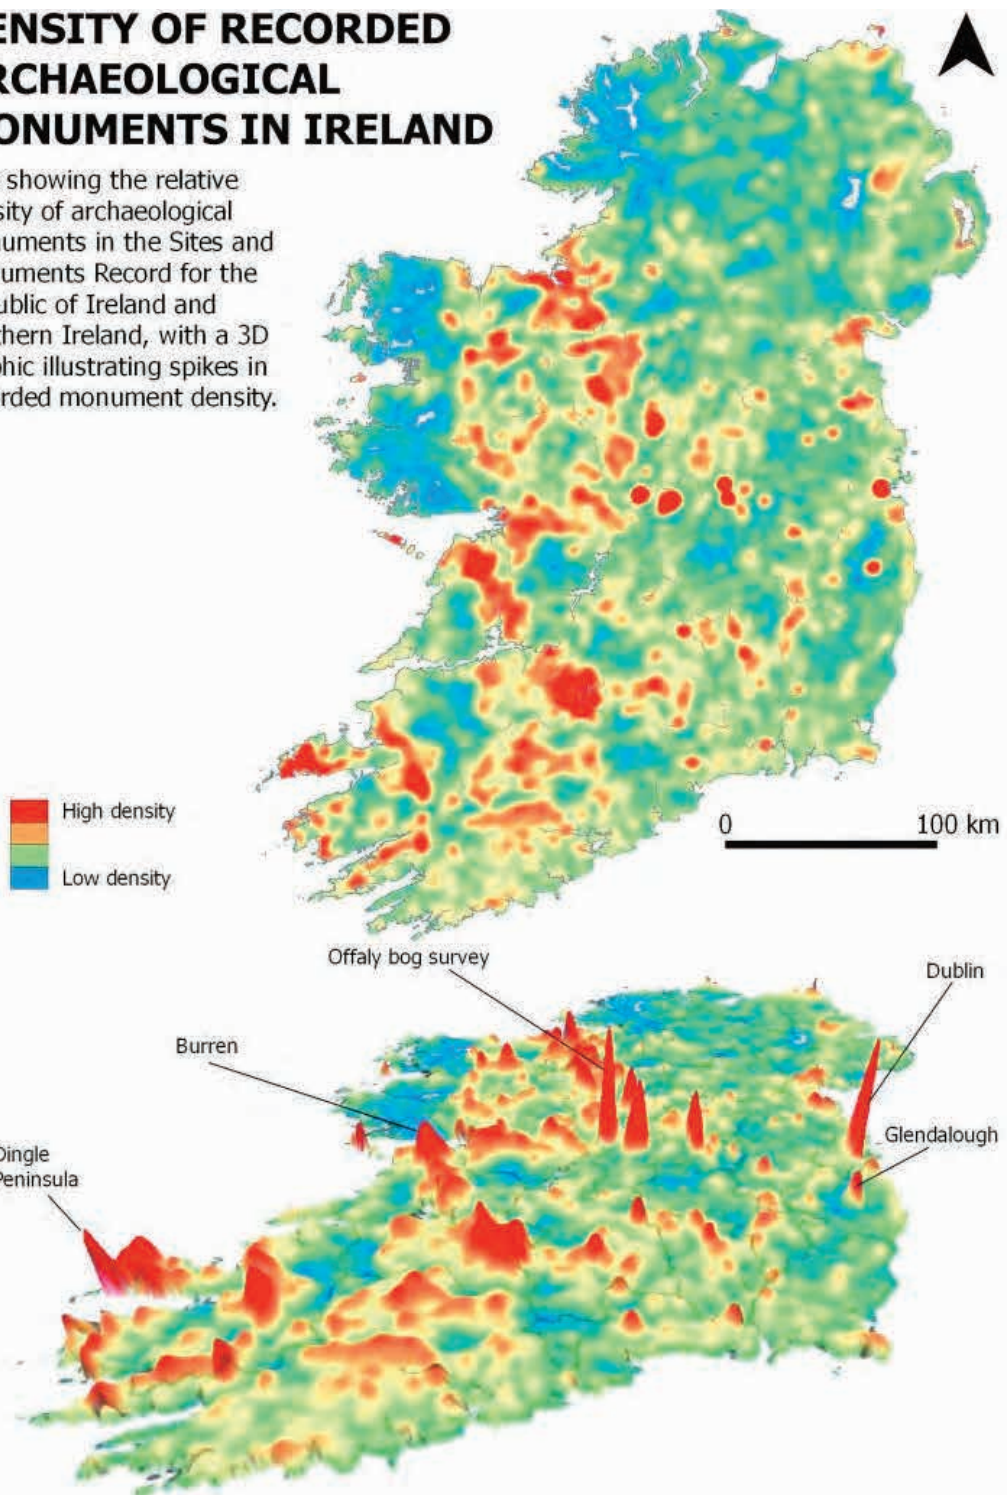 ENSITY OF RECORDED
RCHAEOLOGICAL
ONUMENTS IN IRELAND
showing the relative
sity of archaeological
uments in the Sites and
uments Record for the
ublic of Ireland and
thern Ireland, with a 3D
phic illustrating spikes in
orded monument density.
High density
Low density
0 100 km
Offaly bog survey
Dublin
Burren
Glendalough
Dingle
Peninsula